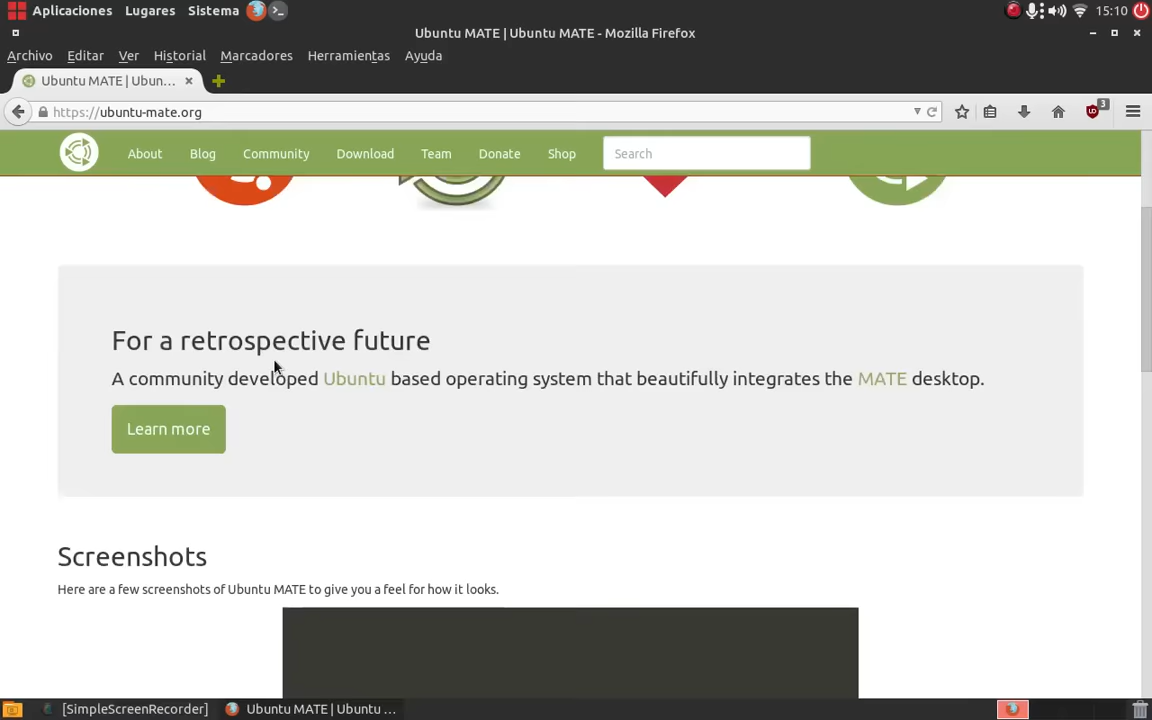 Aplicaciones Lugares Sistema 15:10
Ubuntu MATE | Ubuntu MATE - Mozilla Firefox
Archivo Editar Ver Historial Marcadores Herramientas Ayuda
Ubuntu MATE | Ubun...
https://ubuntu-mate.org 3
About Blog Community Download Team Donate Shop Search
For a retrospective future
A community developed Ubuntu based operating system that beautifully integrates the MATE desktop.
Learn more
Screenshots
Here are a few screenshots of Ubuntu MATE to give you a feel for how it looks.
[SimpleScreenRecorder] Ubuntu MATE | Ubuntu ...